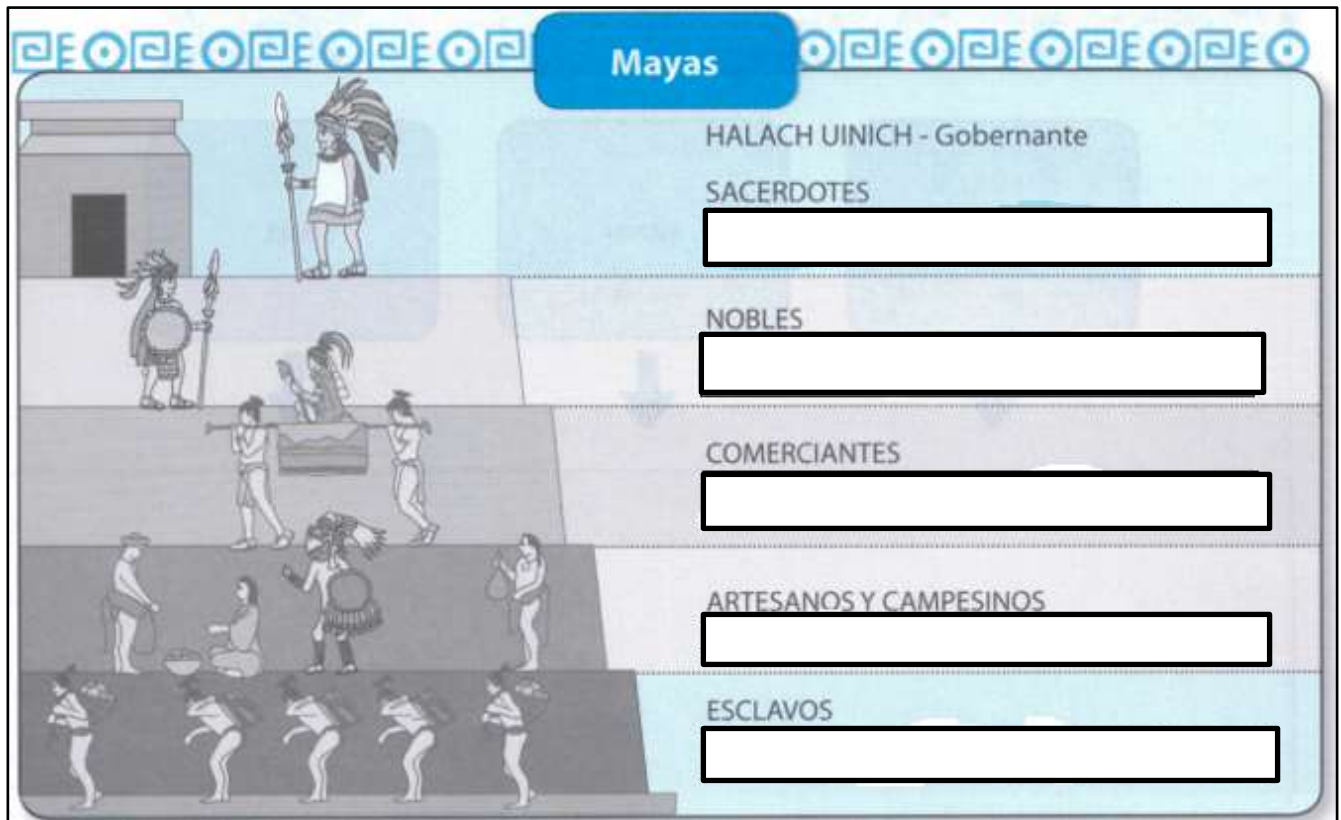 Mayas
HALACH UINICH - Gobernante
SACERDOTES
NOBLES
COMERCIANTES
ARTESANOS Y CAMPESINOS
ESCLAVOS